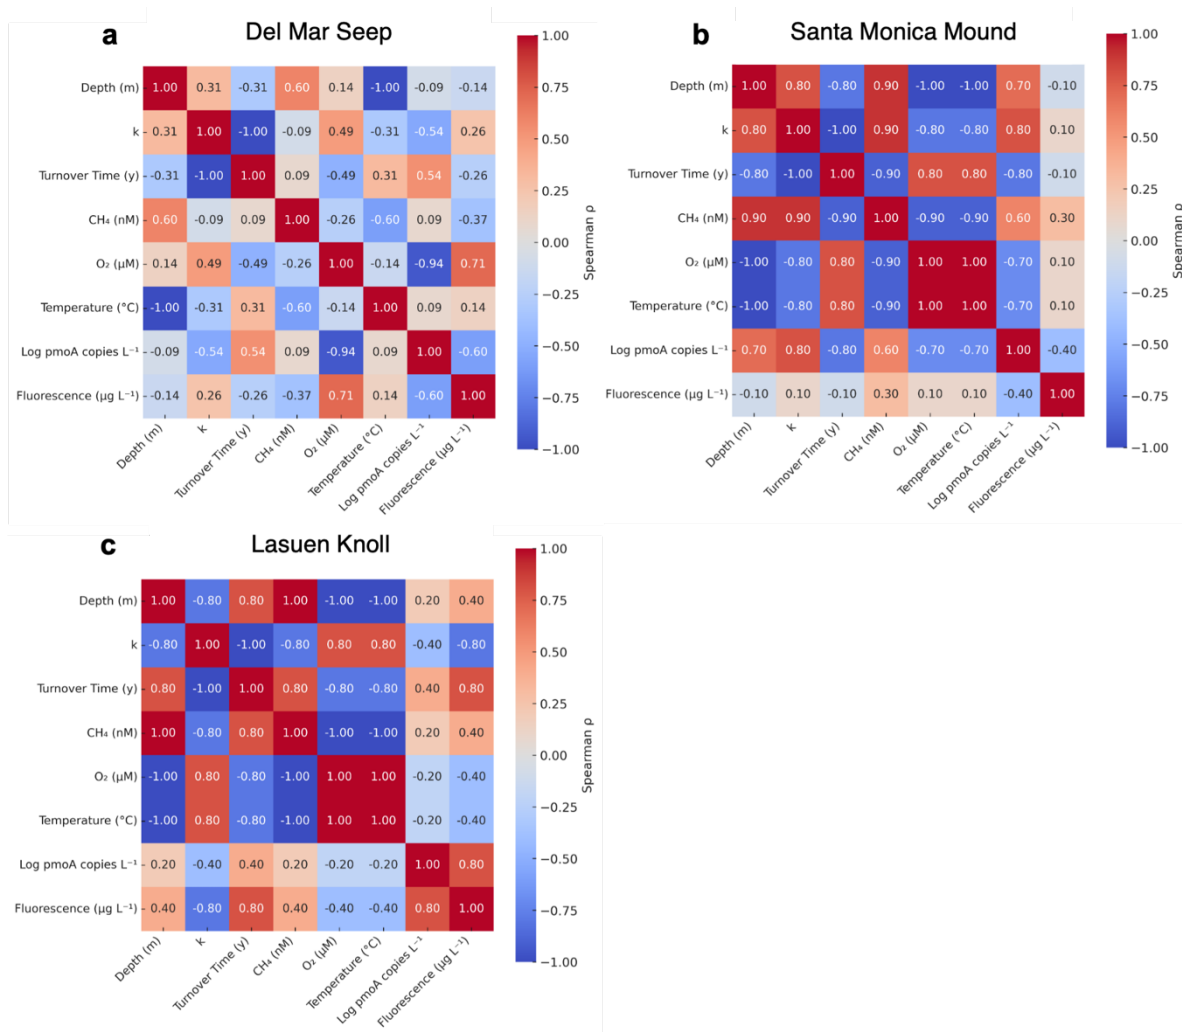 a Del Mar Seep
Depth (m) 1.00 0.31 -0.31 0.60 0.14 -1.00 -0.09 -0.14
k 0.31 1.00 -1.00 -0.09 0.49 -0.31 -0.54 0.26
Turnover Time (y) -0.31 -1.00 1.00 0.09 -0.49 0.31 0.54 -0.26
CH₄ (nM) 0.60 -0.09 0.09 1.00 -0.26 -0.60 0.09 -0.37
O₂ (μM) 0.14 0.49 -0.49 -0.26 1.00 -0.14 -0.94 0.71
Temperature (°C) -1.00 -0.31 0.31 -0.60 -0.14 1.00 0.09 0.14
Log pmoA copies L⁻¹ -0.09 -0.54 0.54 0.09 -0.94 0.09 1.00 -0.60
Fluorescence (μg L⁻¹) -0.14 0.26 -0.26 -0.37 0.71 0.14 -0.60 1.00
Depth (m) k Turnover Time (y) CH₄ (nM) O₂ (μM) Temperature (°C) Log pmoA copies L⁻¹ Fluorescence (μg L⁻¹)
1.00
0.75
0.50
0.25
0.00
−0.25
−0.50
−0.75
−1.00
Spearman ρ
b Santa Monica Mound
Depth (m) 1.00 0.80 -0.80 0.90 -1.00 -1.00 0.70 -0.10
k 0.80 1.00 -1.00 0.90 -0.80 -0.80 0.80 0.10
Turnover Time (y) -0.80 -1.00 1.00 -0.90 0.80 0.80 -0.80 -0.10
CH₄ (nM) 0.90 0.90 -0.90 1.00 -0.90 -0.90 0.60 0.30
O₂ (μM) -1.00 -0.80 0.80 -0.90 1.00 1.00 -0.70 0.10
Temperature (°C) -1.00 -0.80 0.80 -0.90 1.00 1.00 -0.70 0.10
Log pmoA copies L⁻¹ 0.70 0.80 -0.80 0.60 -0.70 -0.70 1.00 -0.40
Fluorescence (μg L⁻¹) -0.10 0.10 -0.10 0.30 0.10 0.10 -0.40 1.00
Depth (m) k Turnover Time (y) CH₄ (nM) O₂ (μM) Temperature (°C) Log pmoA copies L⁻¹ Fluorescence (μg L⁻¹)
1.00
0.75
0.50
0.25
0.00
−0.25
−0.50
−0.75
−1.00
Spearman ρ
c Lasuen Knoll
Depth (m) 1.00 -0.80 0.80 1.00 -1.00 -1.00 0.20 0.40
k -0.80 1.00 -1.00 -0.80 0.80 0.80 -0.40 -0.80
Turnover Time (y) 0.80 -1.00 1.00 0.80 -0.80 -0.80 0.40 0.80
CH₄ (nM) 1.00 -0.80 0.80 1.00 -1.00 -1.00 0.20 0.40
O₂ (μM) -1.00 0.80 -0.80 -1.00 1.00 1.00 -0.20 -0.40
Temperature (°C) -1.00 0.80 -0.80 -1.00 1.00 1.00 -0.20 -0.40
Log pmoA copies L⁻¹ 0.20 -0.40 0.40 0.20 -0.20 -0.20 1.00 0.80
Fluorescence (μg L⁻¹) 0.40 -0.80 0.80 0.40 -0.40 -0.40 0.80 1.00
Depth (m) k Turnover Time (y) CH₄ (nM) O₂ (μM) Temperature (°C) Log pmoA copies L⁻¹ Fluorescence (μg L⁻¹)
1.00
0.75
0.50
0.25
0.00
−0.25
−0.50
−0.75
−1.00
Spearman ρ